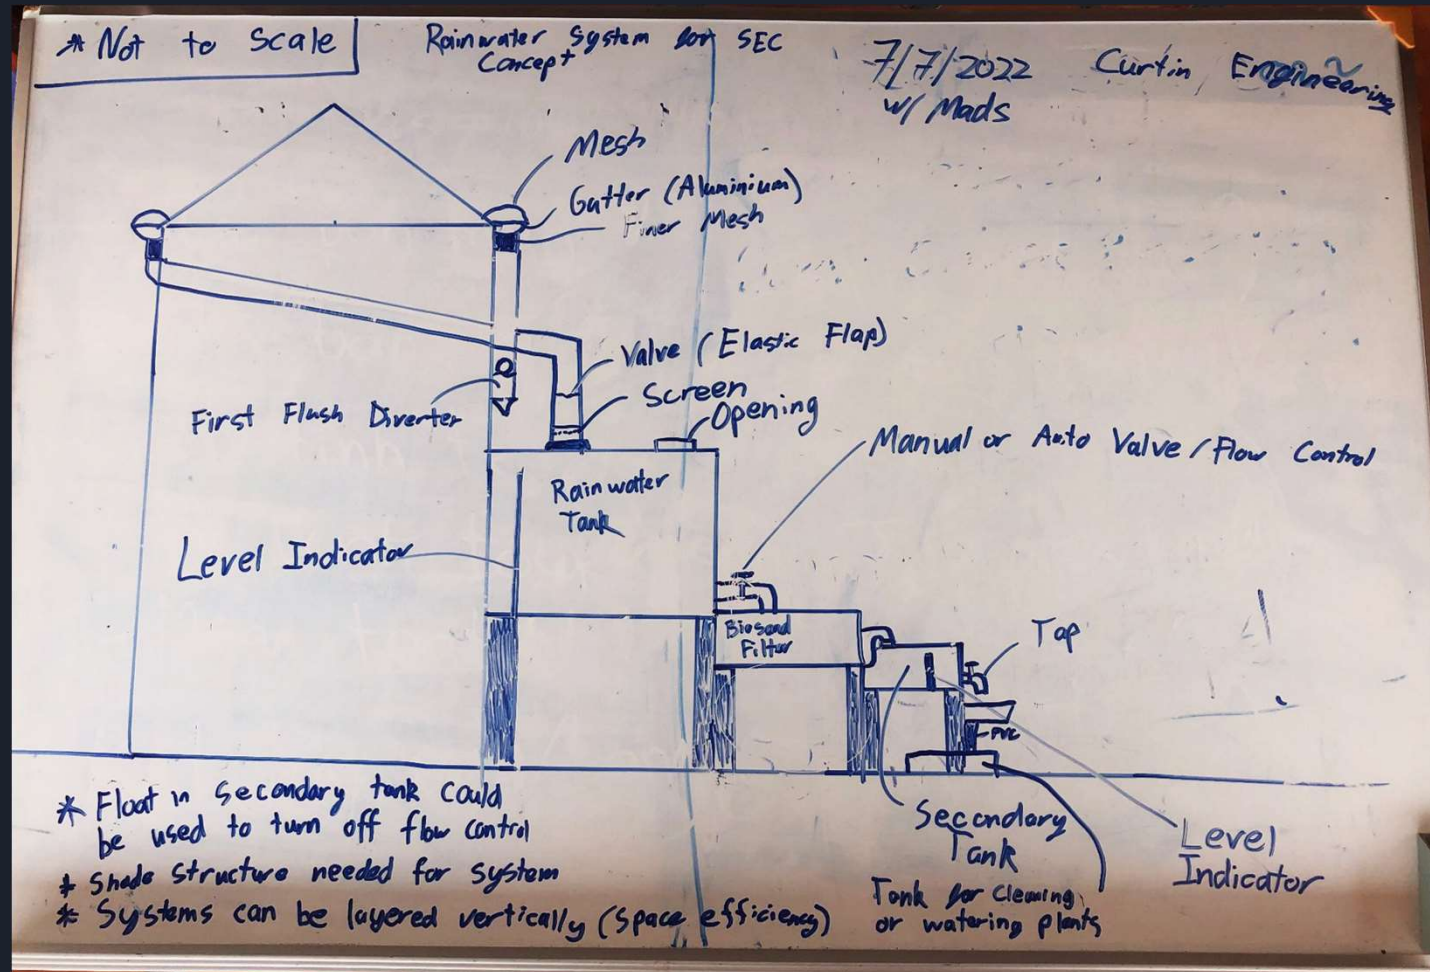 * Not to Scale
Rainwater System for SEC
Concept
7/7/2022
w/ Mads
Curtin Engineering
Mesh
Gutter (Aluminium)
Finer Mesh
Valve (Elastic Flap)
Screen
Opening
First Flush Diverter
Manual or Auto Valve / Flow Control
Rainwater
Tank
Level Indicator
Biosand
Filter
Tap
PVC
Secondary
Tank
Level
Indicator
Tank for cleaning
or watering plants
* Float in Secondary tank could
be used to turn off flow control
* Shade structure needed for system
* Systems can be layered vertically (Space efficiency)